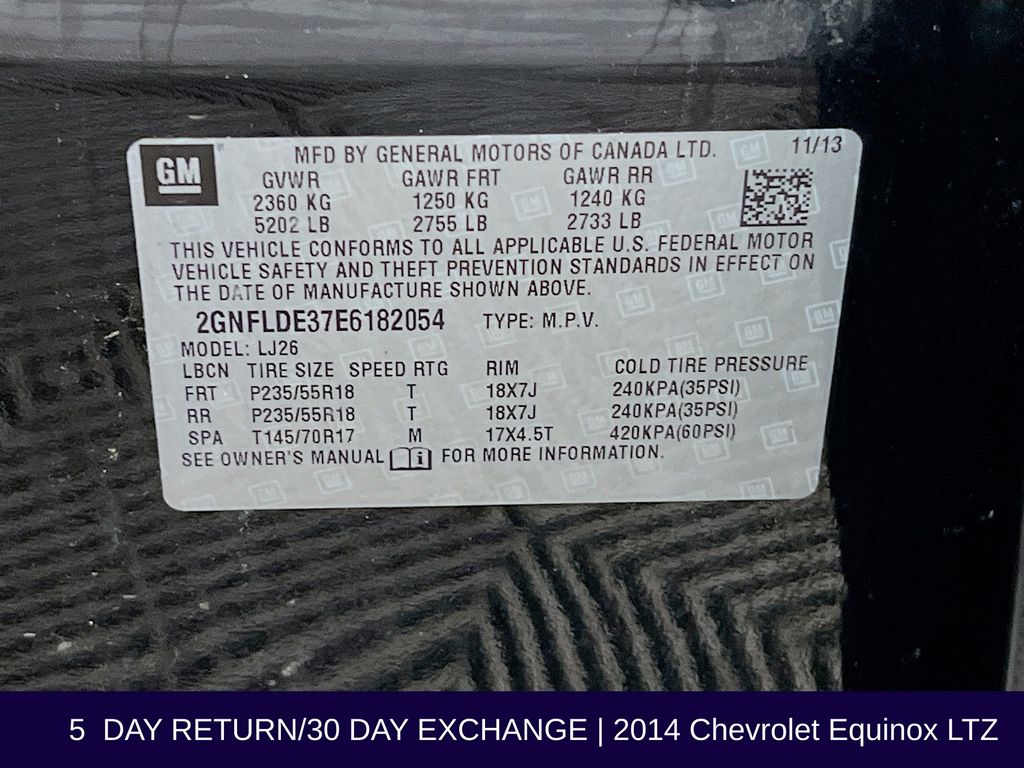 GM
MFD BY GENERAL MOTORS OF CANADA LTD. 11/13
GVWR GAWR FRT GAWR RR
2360 KG 1250 KG 1240 KG
5202 LB 2755 LB 2733 LB
THIS VEHICLE CONFORMS TO ALL APPLICABLE U.S. FEDERAL MOTOR
VEHICLE SAFETY AND THEFT PREVENTION STANDARDS IN EFFECT ON
THE DATE OF MANUFACTURE SHOWN ABOVE.
2GNFLDE37E6182054 TYPE: M.P.V.
MODEL: LJ26
LBCN TIRE SIZE SPEED RTG RIM COLD TIRE PRESSURE
FRT P235/55R18 T 18X7J 240KPA(35PSI)
RR P235/55R18 T 18X7J 240KPA(35PSI)
SPA T145/70R17 M 17X4.5T 420KPA(60PSI)
SEE OWNER'S MANUAL i FOR MORE INFORMATION.
5 DAY RETURN/30 DAY EXCHANGE | 2014 Chevrolet Equinox LTZ